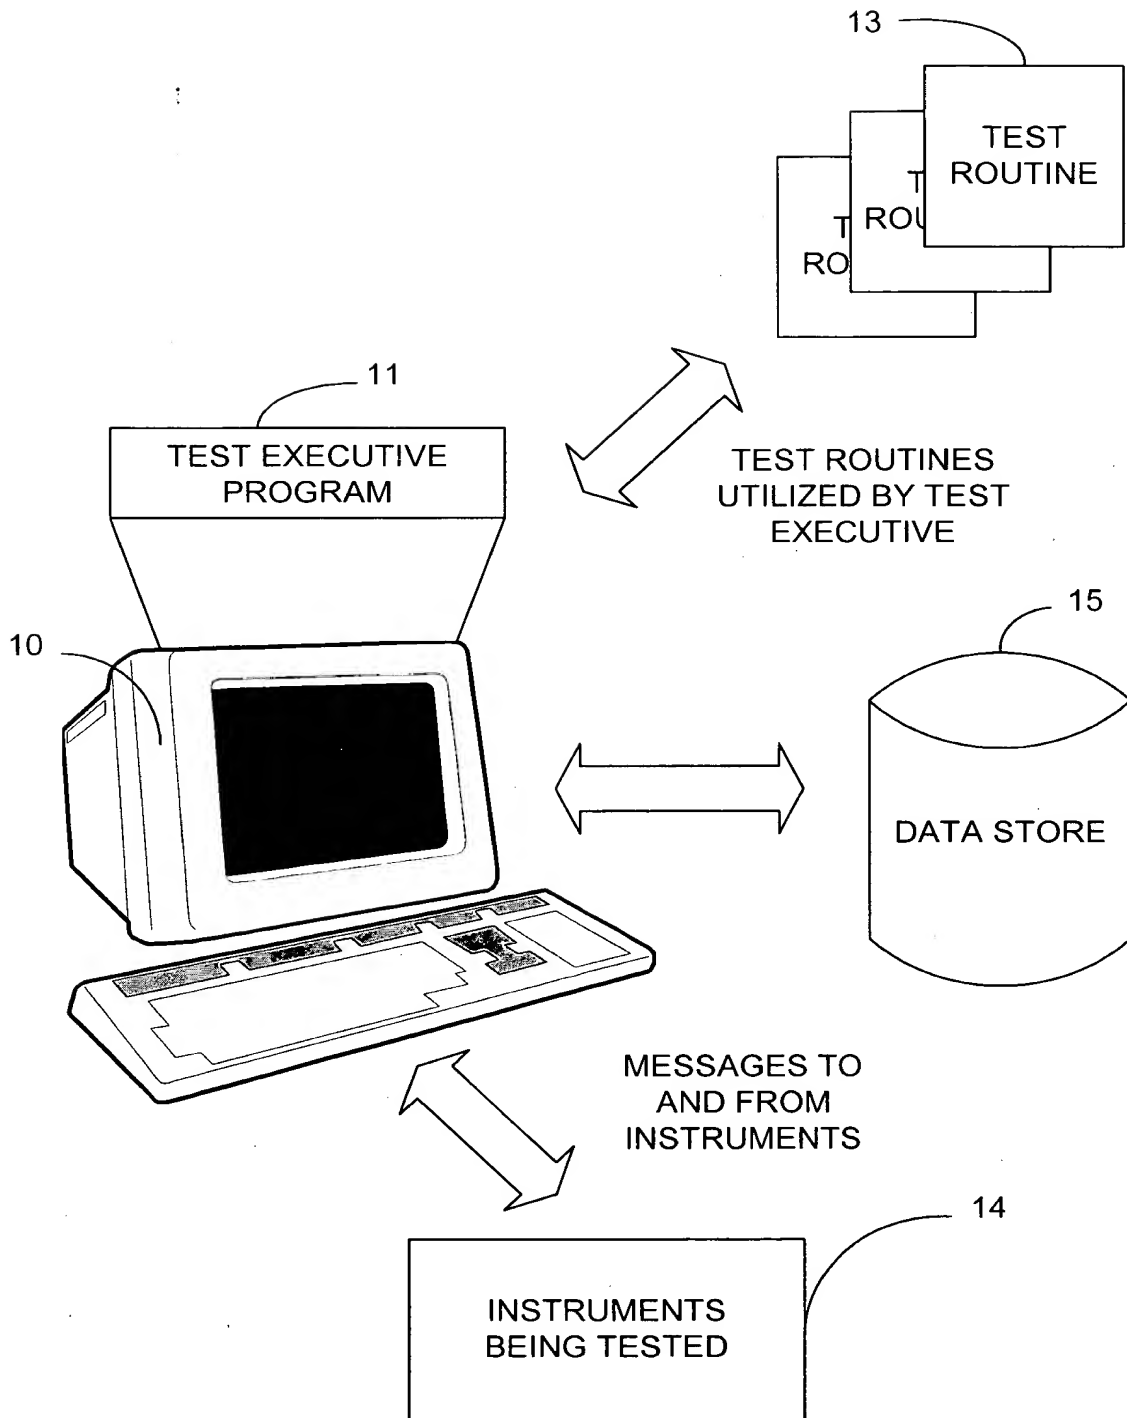 13
TEST
ROUTINE
T
ROU
T
RO
11
TEST EXECUTIVE
PROGRAM
TEST ROUTINES
UTILIZED BY TEST
EXECUTIVE
15
10
DATA STORE
MESSAGES TO
AND FROM
INSTRUMENTS
14
INSTRUMENTS
BEING TESTED